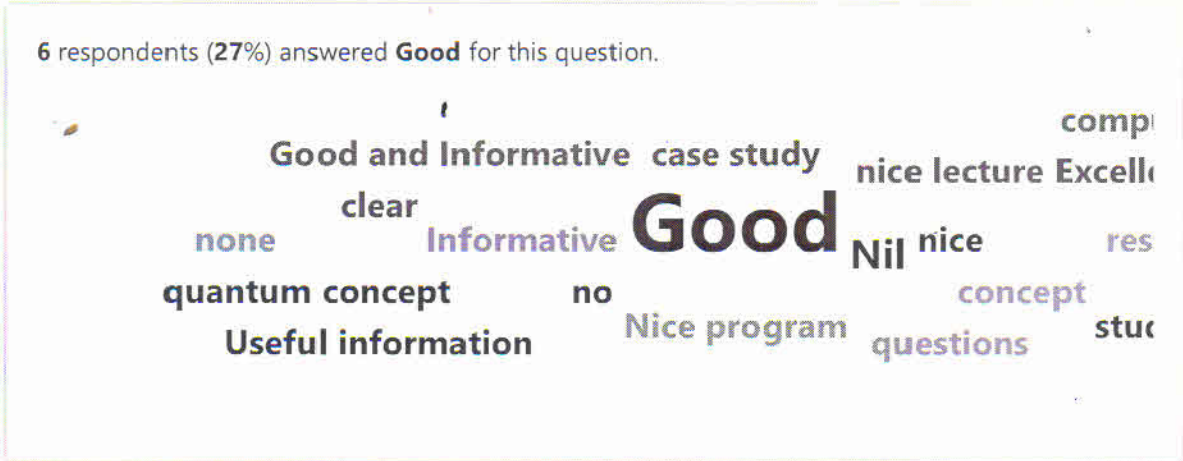 6 respondents (27%) answered Good for this question.
comp
Good and Informative case study
nice lecture Excell
clear
none Informative Good Nil nice res
quantum concept no concept
Nice program stud
Useful information questions